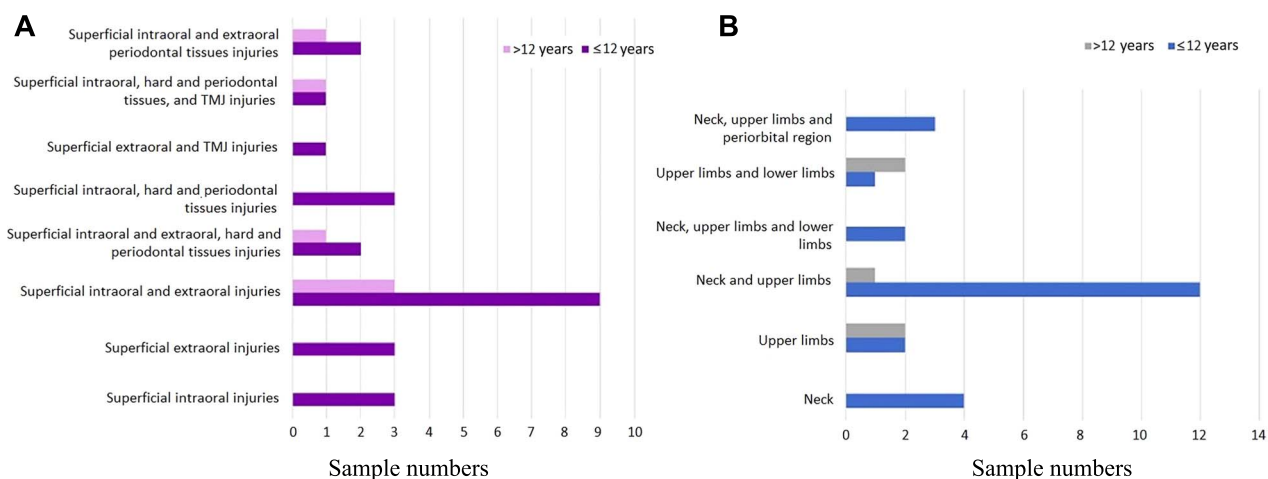 A
>12 years ≤12 years
Superficial intraoral and extraoral
periodontal tissues injuries
Superficial intraoral, hard and periodontal
tissues, and TMJ injuries
Superficial extraoral and TMJ injuries
Superficial intraoral, hard and periodontal
tissues injuries
Superficial intraoral and extraoral, hard and
periodontal tissues injuries
Superficial intraoral and extraoral injuries
Superficial extraoral injuries
Superficial intraoral injuries
0 1 2 3 4 5 6 7 8 9 10
Sample numbers
B
>12 years ≤12 years
Neck, upper limbs and
periorbital region
Upper limbs and lower limbs
Neck, upper limbs and lower
limbs
Neck and upper limbs
Upper limbs
Neck
0 2 4 6 8 10 12 14
Sample numbers